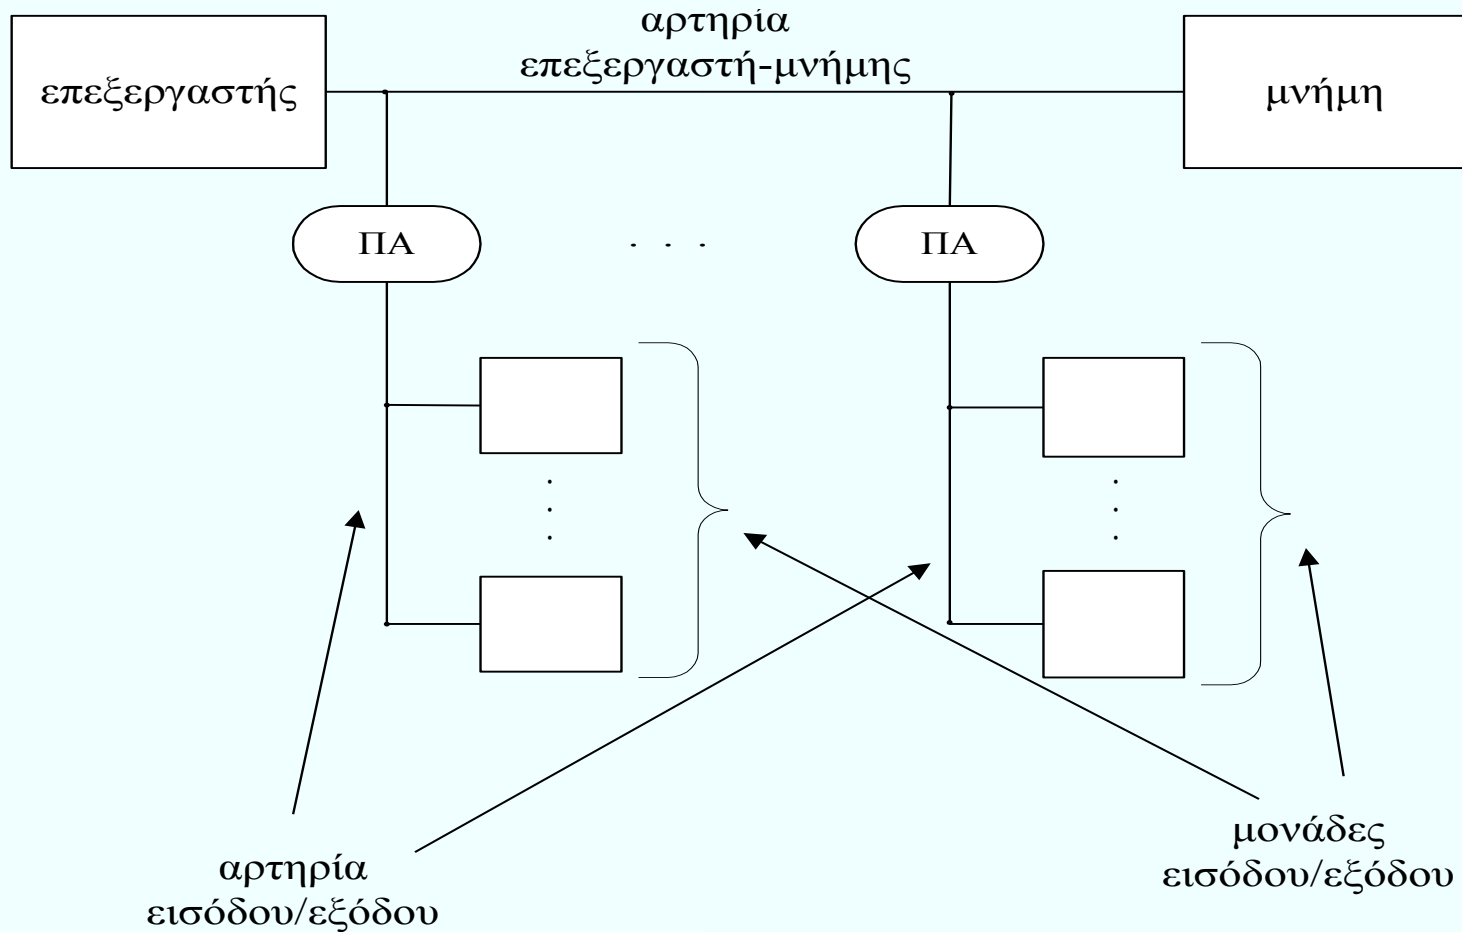 αρτηρία
επεξεργαστή-μνήμης
επεξεργαστής
μνήμη
ΠΑ
. . .
ΠΑ
αρτηρία
εισόδου/εξόδου
μονάδες
εισόδου/εξόδου